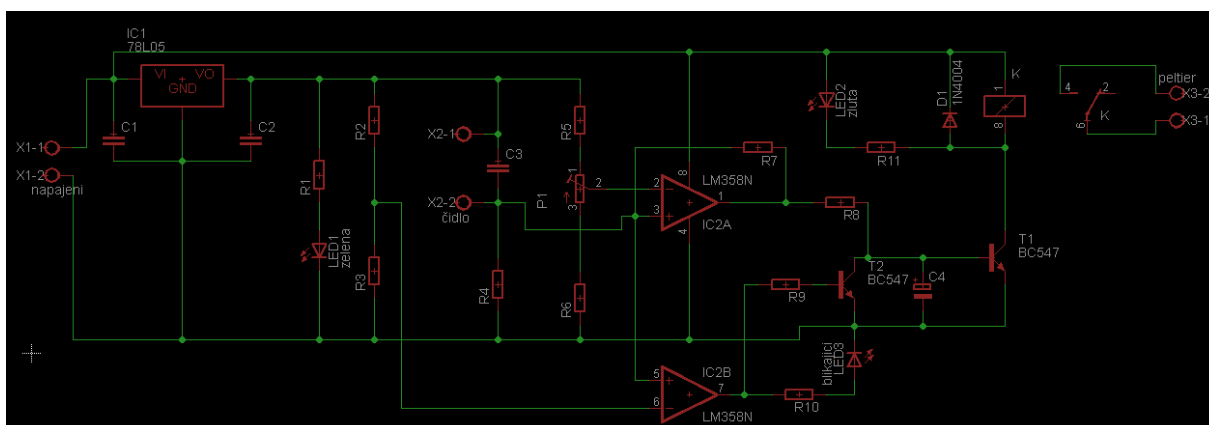 IC1
78L05
VI VO
GND
C1
C2
X1-1
X1-2
napajeni
R1
LED1
zelena
R2
R3
X2-1
X2-2
čidlo
C3
R4
R5
P1
1
2
3
R6
2
3
8
4
1
LM358N
IC2A
R7
R8
LED2
zluta
R11
D1
1N4004
K
1
8
4
2
6
K
peltier
X3-2
X3-1
T1
BC547
T2
BC547
C4
R9
blikajici
LED3
R10
5
6
7
IC2B
LM358N